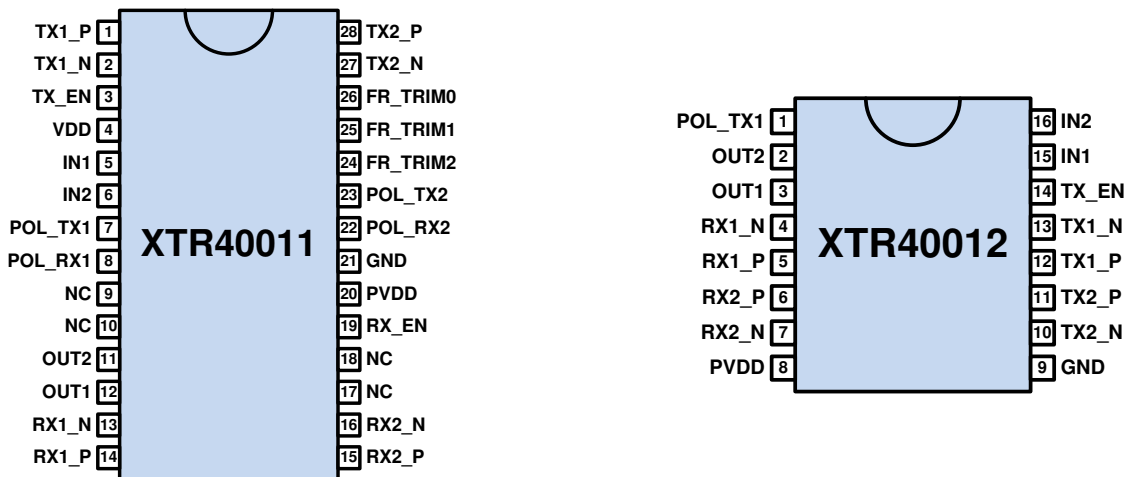 TX1_P 1
TX1_N 2
TX_EN 3
VDD 4
IN1 5
IN2 6
POL_TX1 7
POL_RX1 8
NC 9
NC 10
OUT2 11
OUT1 12
RX1_N 13
RX1_P 14
XTR40011
28 TX2_P
27 TX2_N
26 FR_TRIM0
25 FR_TRIM1
24 FR_TRIM2
23 POL_TX2
22 POL_RX2
21 GND
20 PVDD
19 RX_EN
18 NC
17 NC
16 RX2_N
15 RX2_P
POL_TX1 1
OUT2 2
OUT1 3
RX1_N 4
RX1_P 5
RX2_P 6
RX2_N 7
PVDD 8
XTR40012
16 IN2
15 IN1
14 TX_EN
13 TX1_N
12 TX1_P
11 TX2_P
10 TX2_N
9 GND